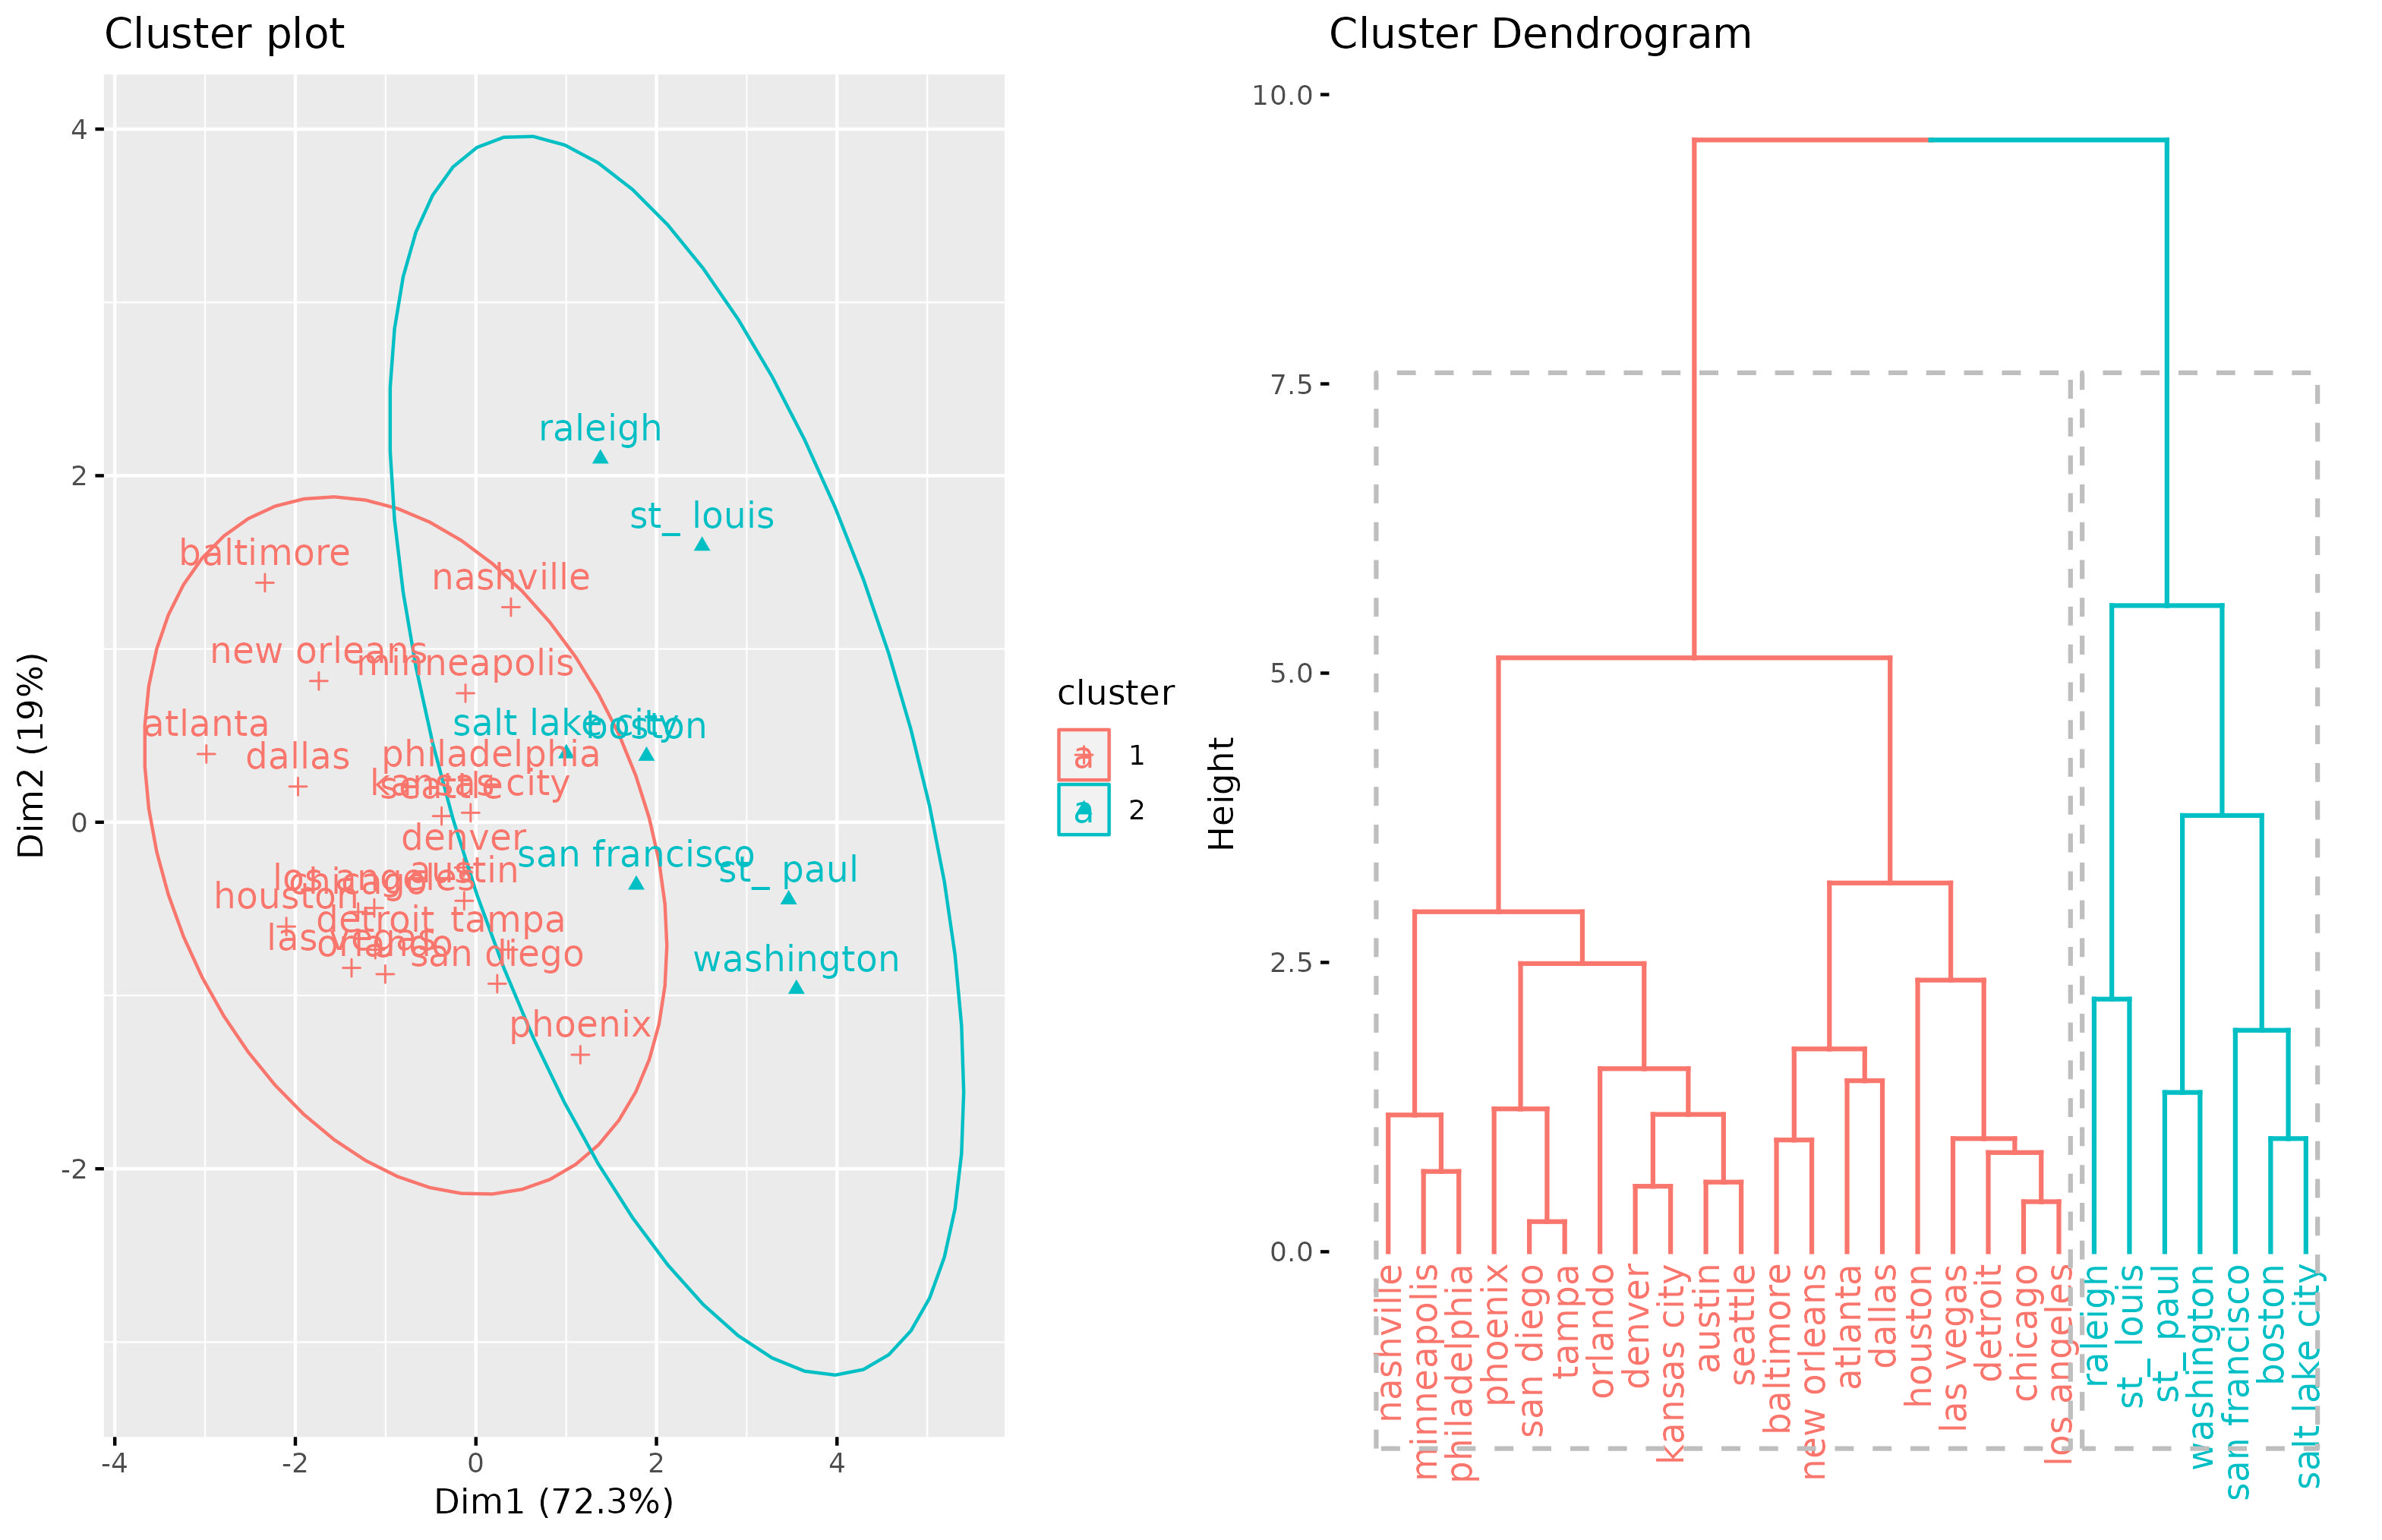 Cluster plot
4
2
0
-2
Dim2 (19%)
-4
-2
0
2
4
Dim1 (72.3%)
raleigh
st_ louis
baltimore
nashville
new orleans
minneapolis
atlanta
salt lake city
boston
dallas
philadelphia
kansas city
seattle
denver
san francisco
st_ paul
austin
los angeles
chicago
houston
detroit
tampa
las vegas
orlando
san diego
washington
phoenix
cluster
a
1
a
2
Cluster Dendrogram
10.0
7.5
5.0
2.5
0.0
Height
nashville
minneapolis
philadelphia
phoenix
san diego
tampa
orlando
denver
kansas city
austin
seattle
baltimore
new orleans
atlanta
dallas
houston
las vegas
detroit
chicago
los angeles
raleigh
st_ louis
st_ paul
washington
san francisco
boston
salt lake city